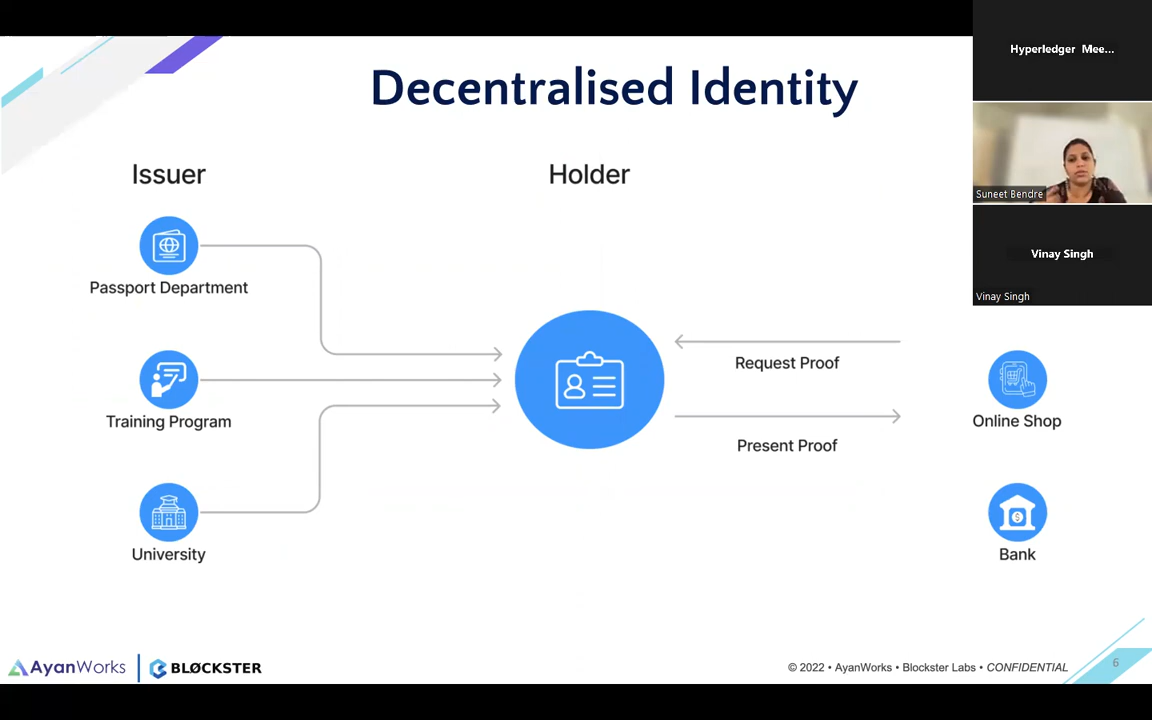 Decentralised Identity
Issuer
Holder
Passport Department
Training Program
University
Request Proof
Present Proof
Online Shop
Bank
AyanWorks
BLØCKSTER
© 2022 • AyanWorks • Blockster Labs • CONFIDENTIAL
6
Hyperledger Mee...
Suneet Bendre
Vinay Singh
Vinay Singh